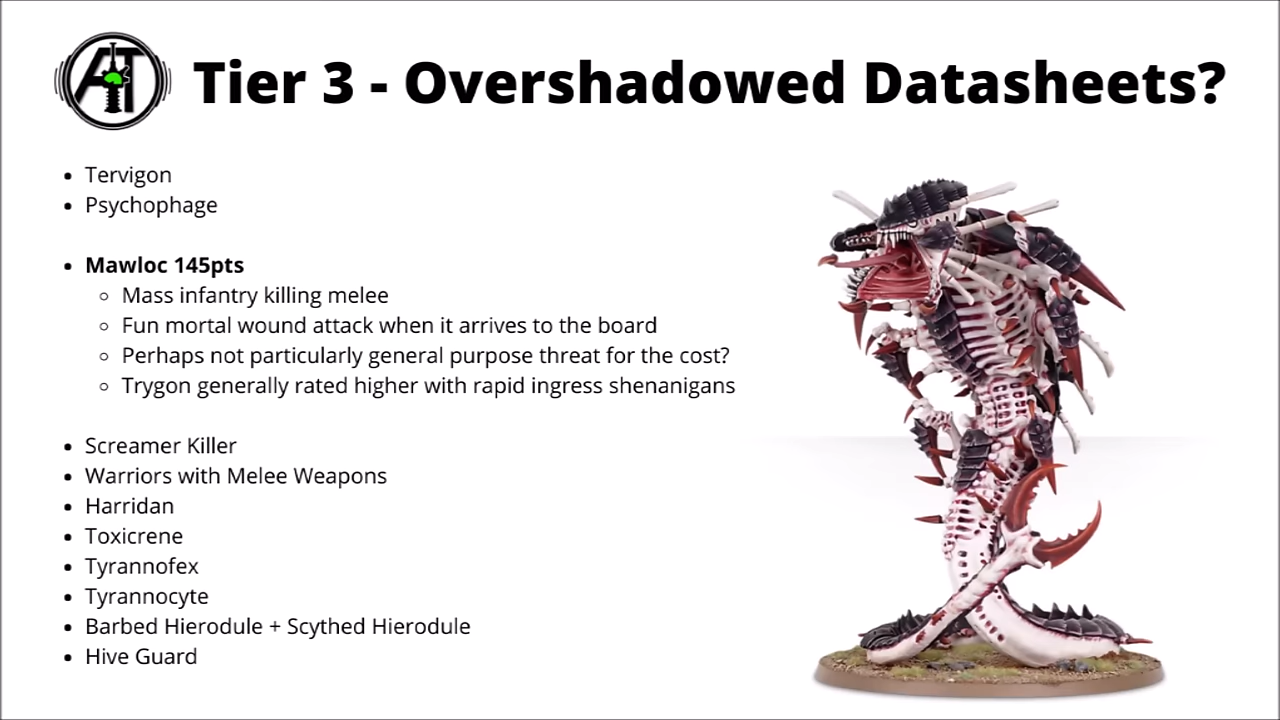 AT
Tier 3 - Overshadowed Datasheets?
• Tervigon
• Psychophage
• Mawloc 145pts
○ Mass infantry killing melee
○ Fun mortal wound attack when it arrives to the board
○ Perhaps not particularly general purpose threat for the cost?
○ Trygon generally rated higher with rapid ingress shenanigans
• Screamer Killer
• Warriors with Melee Weapons
• Harridan
• Toxicrene
• Tyrannofex
• Tyrannocyte
• Barbed Hierodule + Scythed Hierodule
• Hive Guard